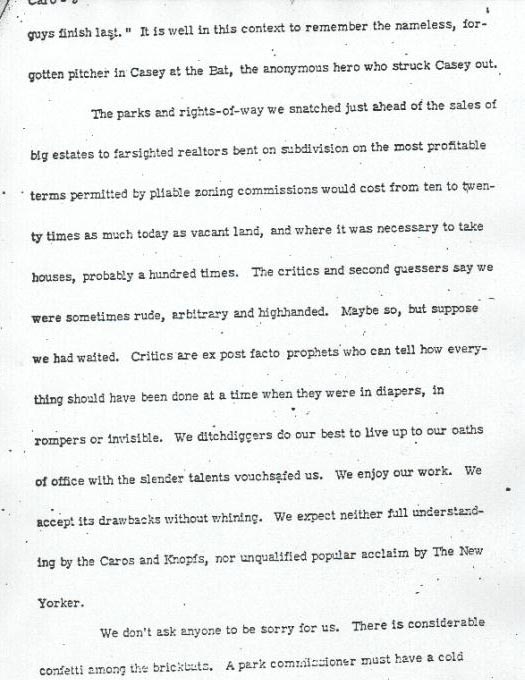 Caro - 
guys finish last." It is well in this context to remember the nameless, for-
gotten pitcher in Casey at the Bat, the anonymous hero who struck Casey out.
The parks and rights-of-way we snatched just ahead of the sales of
big estates to farsighted realtors bent on subdivision on the most profitable
terms permitted by pliable zoning commissions would cost from ten to twen-
ty times as much today as vacant land, and where it was necessary to take
houses, probably a hundred times. The critics and second guessers say we
were sometimes rude, arbitrary and highhanded. Maybe so, but suppose
we had waited. Critics are ex post facto prophets who can tell how every-
thing should have been done at a time when they were in diapers, in
rompers or invisible. We ditchdiggers do our best to live up to our oaths
of office with the slender talents vouchsafed us. We enjoy our work. We
accept its drawbacks without whining. We expect neither full understand-
ing by the Caros and Knopfs, nor unqualified popular acclaim by The New
Yorker.
We don't ask anyone to be sorry for us. There is considerable
confetti among the brickbats. A park commissioner must have a cold